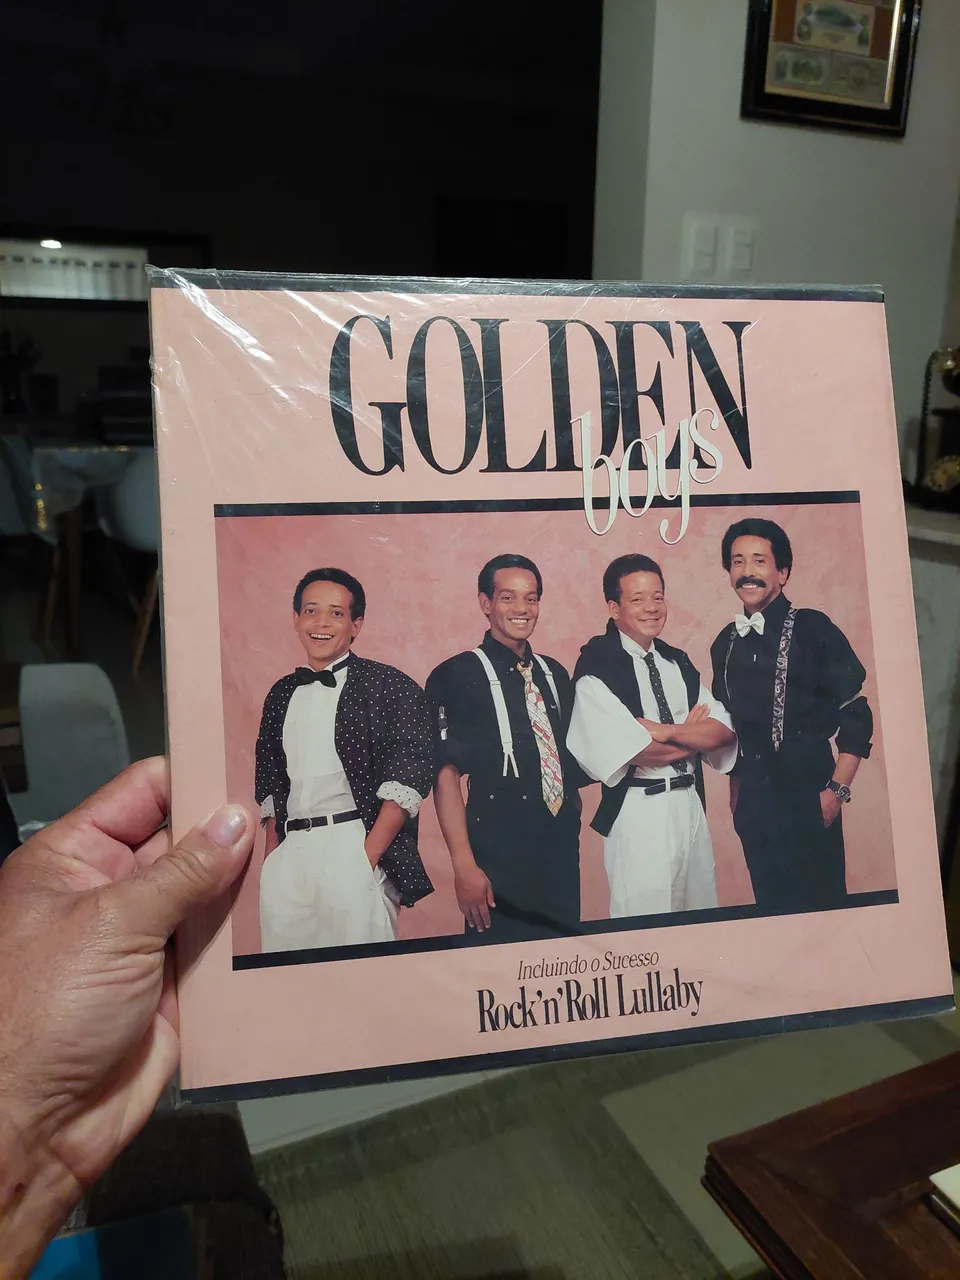 GOLDEN
boys
Incluindo o Sucesso
Rock'n'Roll Lullaby